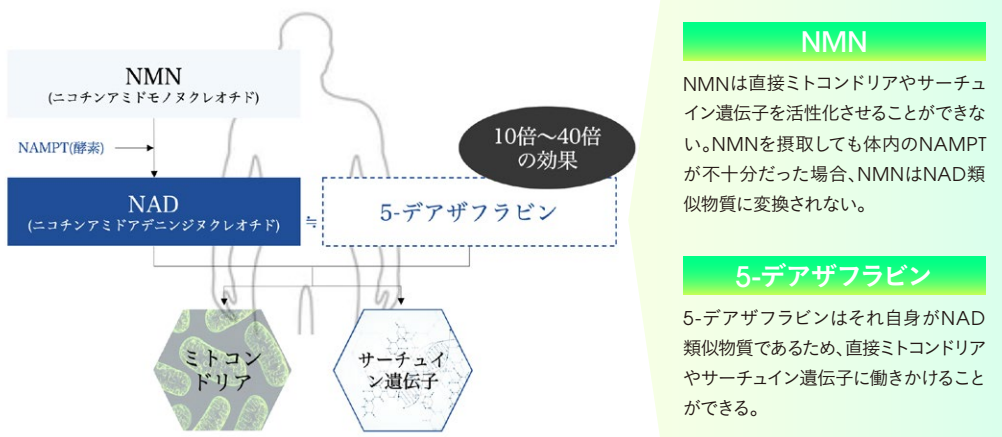 NMN
(ニコチンアミドモノヌクレオチド)
NAMPT(酵素)
10倍〜40倍
の効果
NAD
(ニコチンアミドアデニンジヌクレオチド)
≒
5-デアザフラビン
ミトコン
ドリア
サーチュイ
ン遺伝子
NMN
NMNは直接ミトコンドリアやサーチュ
イン遺伝子を活性化させることができな
い。NMNを摂取しても体内のNAMPT
が不十分だった場合、NMNはNAD類
似物質に変換されない。
5-デアザフラビン
5-デアザフラビンはそれ自身がNAD
類似物質であるため、直接ミトコンドリア
やサーチュイン遺伝子に働きかけること
ができる。